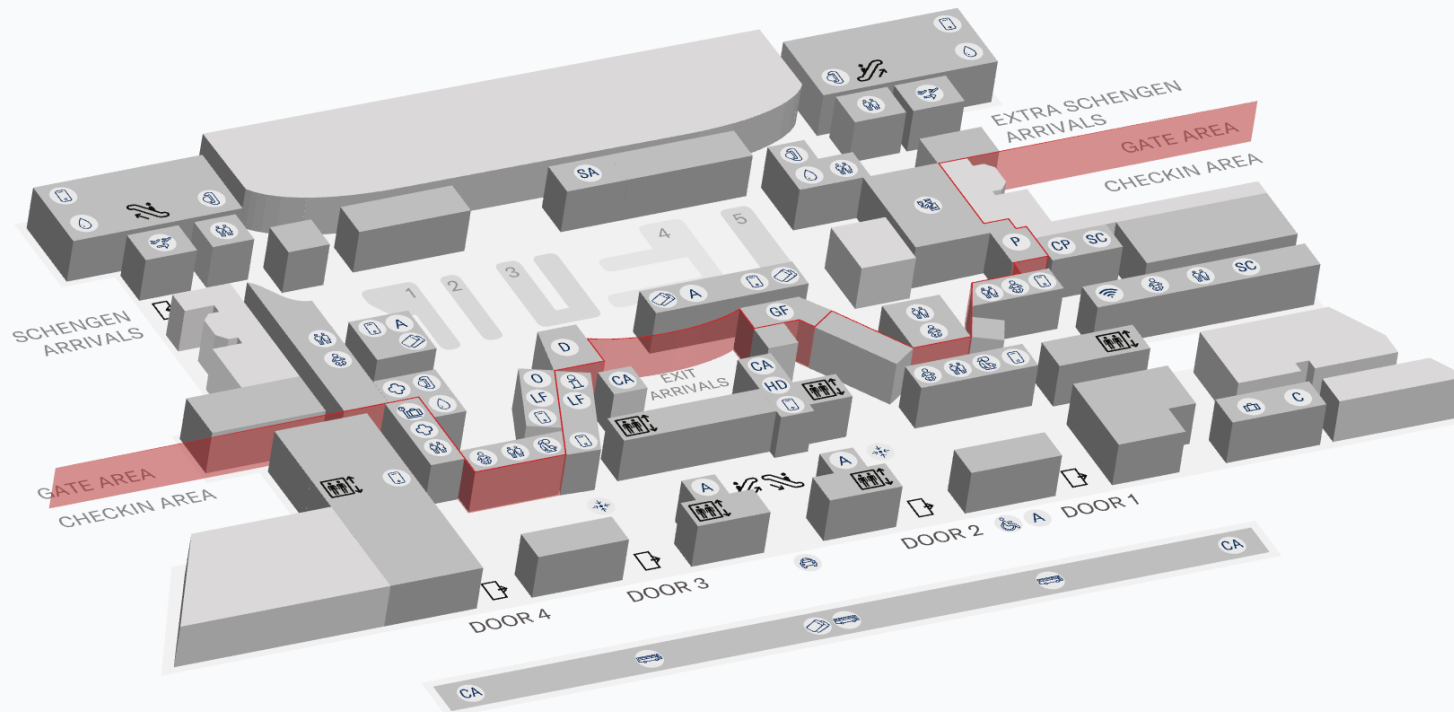 EXTRA SCHENGEN
ARRIVALS
GATE AREA
CHECKIN AREA
SA
5
4
3
2
1
P
CP
SC
SC
A
GF
SCHENGEN
ARRIVALS
A
D
O
LF
LF
CA
EXIT
ARRIVALS
CA
HD
C
GATE AREA
CHECKIN AREA
A
A
DOOR 1
A
DOOR 2
DOOR 3
DOOR 4
CA
CA